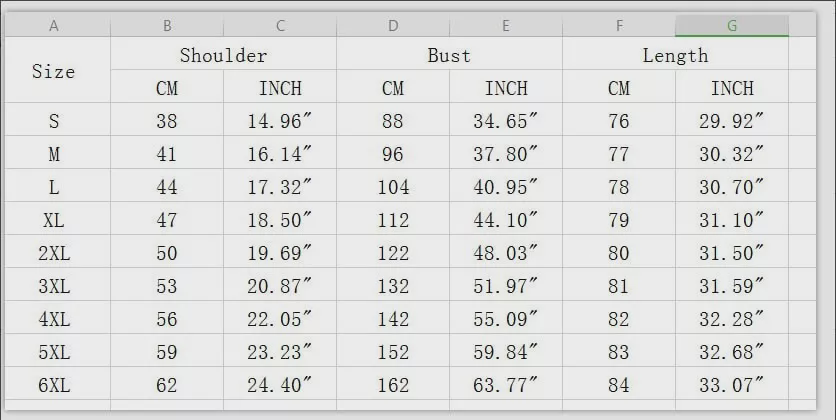 A B C D E F G
Size Shoulder Bust Length
CM INCH CM INCH CM INCH
S 38 14.96″ 88 34.65″ 76 29.92″
M 41 16.14″ 96 37.80″ 77 30.32″
L 44 17.32″ 104 40.95″ 78 30.70″
XL 47 18.50″ 112 44.10″ 79 31.10″
2XL 50 19.69″ 122 48.03″ 80 31.50″
3XL 53 20.87″ 132 51.97″ 81 31.59″
4XL 56 22.05″ 142 55.09″ 82 32.28″
5XL 59 23.23″ 152 59.84″ 83 32.68″
6XL 62 24.40″ 162 63.77″ 84 33.07″